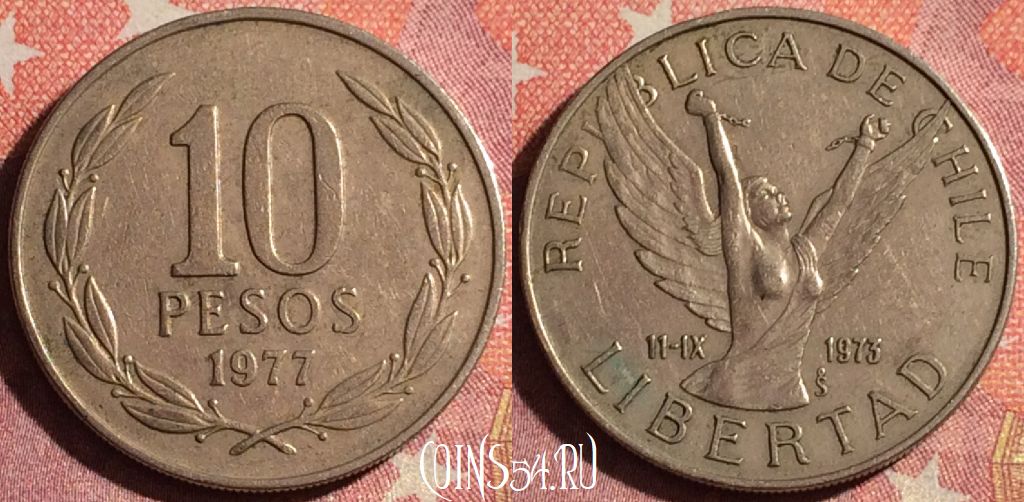 10
PESOS
1977
REPUBLICA DE CHILE
11-IX 1973
LIBERTAD
COINS54.RU